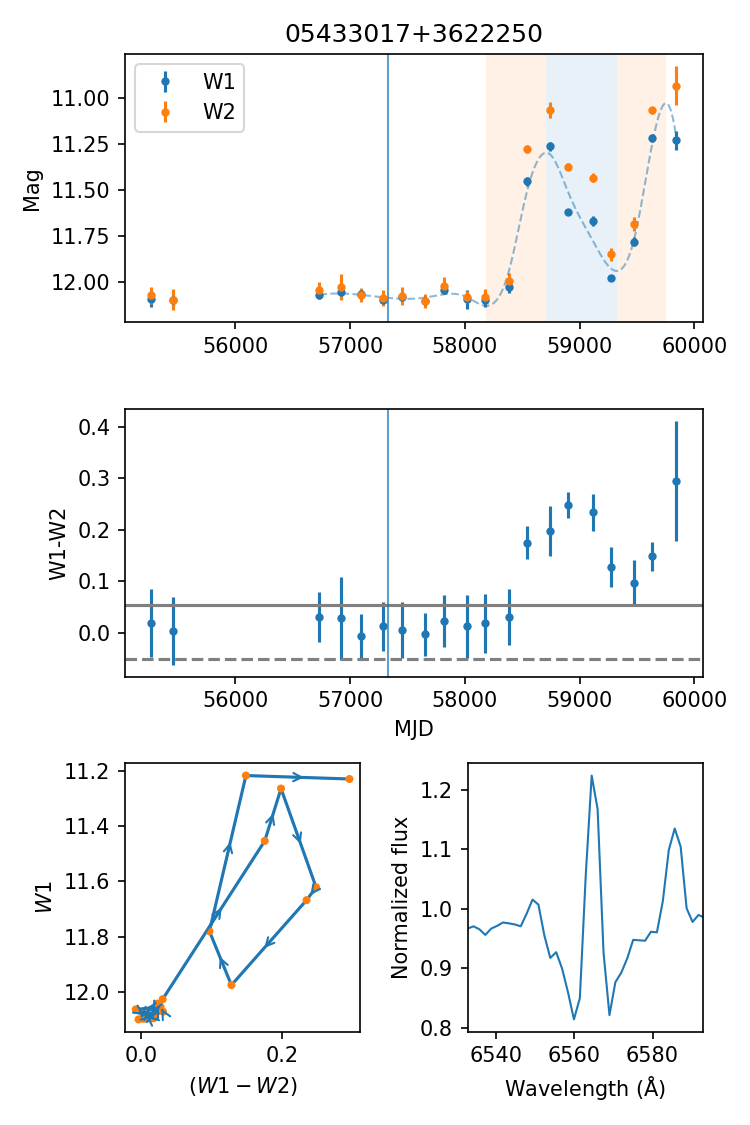 05433017+3622250
W1
W2
Mag
11.00
11.25
11.50
11.75
12.00
56000 57000 58000 59000 60000
W1-W2
0.4
0.3
0.2
0.1
0.0
56000 57000 58000 59000 60000
MJD
W1
11.2
11.4
11.6
11.8
12.0
0.0 0.2
(W1 − W2)
Normalized flux
1.2
1.1
1.0
0.9
0.8
6540 6560 6580
Wavelength (Å)